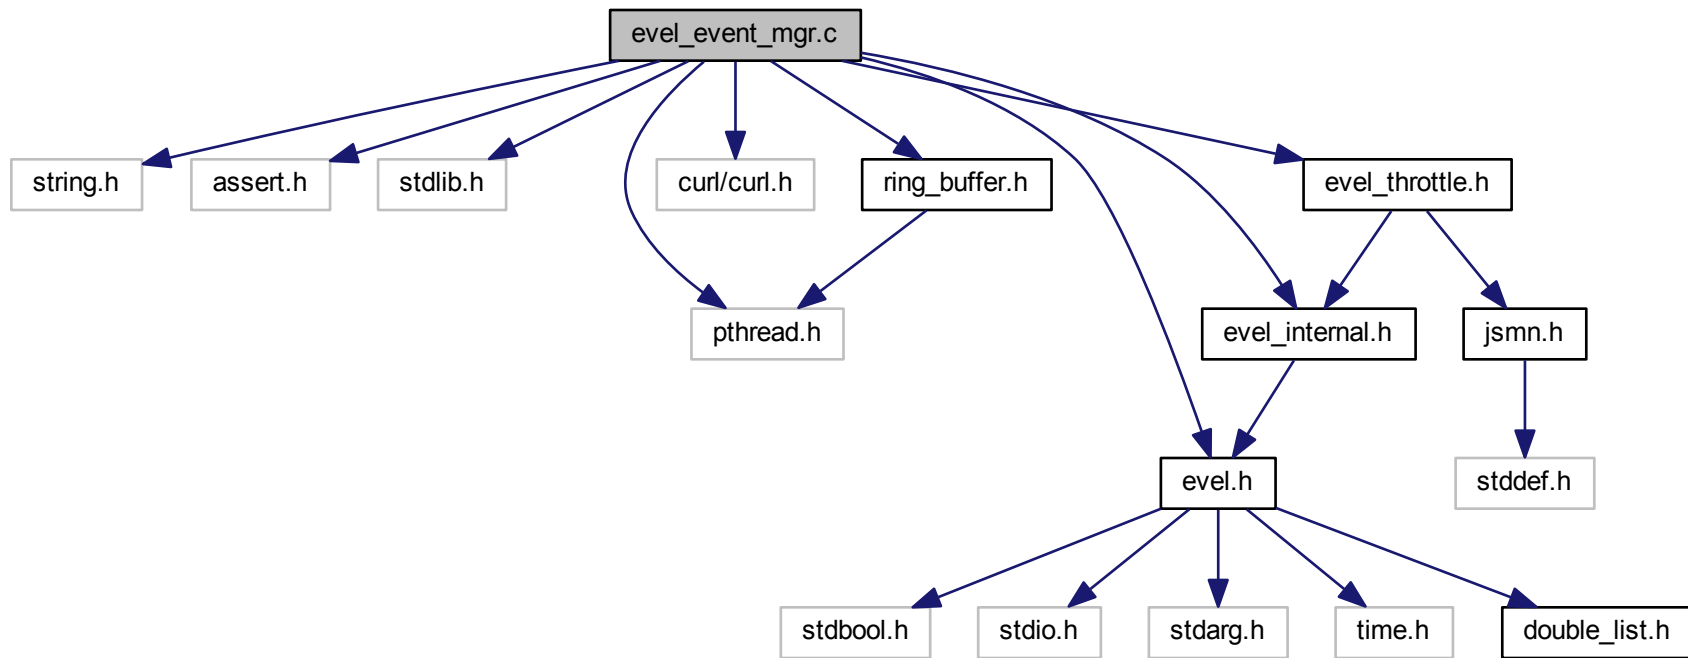 evel_event_mgr.c
string.h
assert.h
stdlib.h
curl/curl.h
ring_buffer.h
evel_throttle.h
pthread.h
evel_internal.h
jsmn.h
evel.h
stddef.h
stdbool.h
stdio.h
stdarg.h
time.h
double_list.h